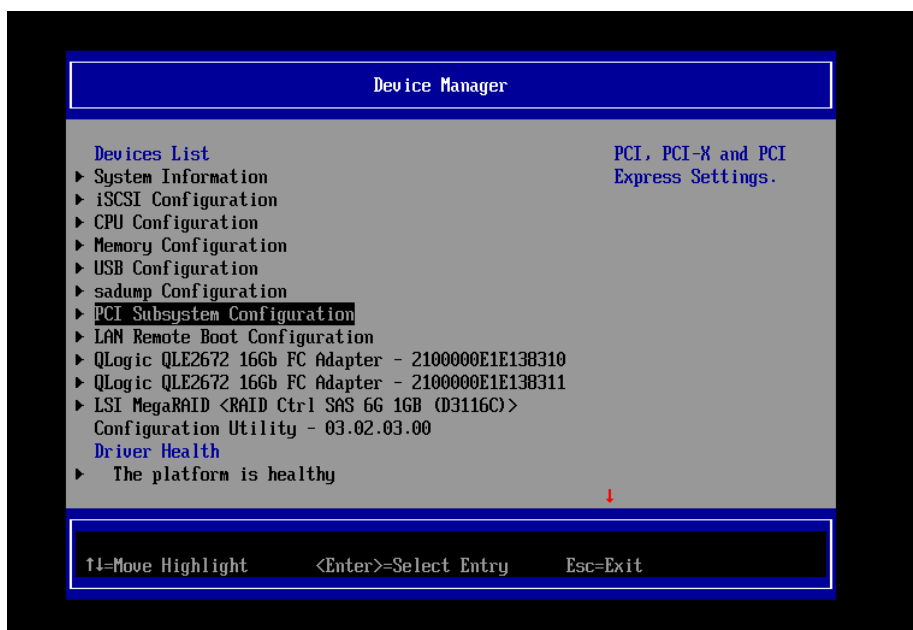 Device Manager
Devices List
PCI, PCI-X and PCI
Express Settings.
▶ System Information
▶ iSCSI Configuration
▶ CPU Configuration
▶ Memory Configuration
▶ USB Configuration
▶ sadump Configuration
▶ PCI Subsystem Configuration
▶ LAN Remote Boot Configuration
▶ QLogic QLE2672 16Gb FC Adapter - 2100000E1E138310
▶ QLogic QLE2672 16Gb FC Adapter - 2100000E1E138311
▶ LSI MegaRAID <RAID Ctrl SAS 6G 1GB (D3116C)>
Configuration Utility - 03.02.03.00
Driver Health
▶ The platform is healthy
↓
↑↓=Move Highlight <Enter>=Select Entry Esc=Exit